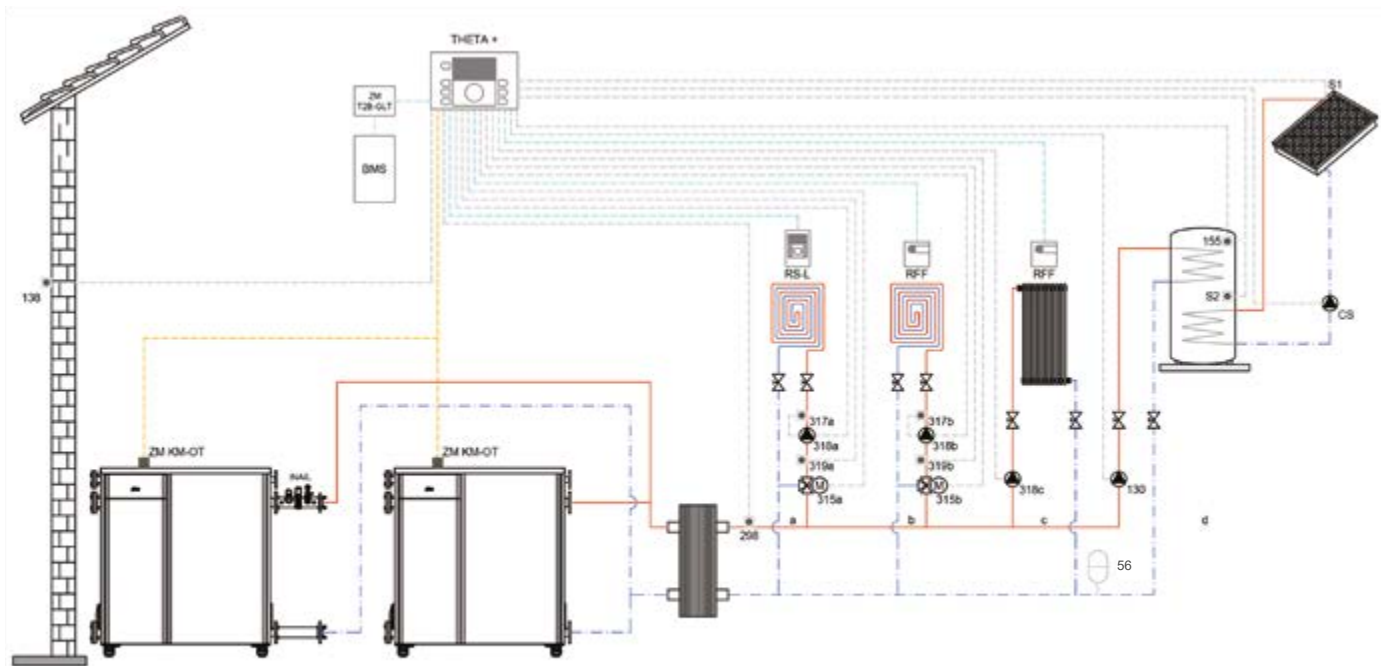 THETA +
ZM
T2B-GLT
BMS
S1
138
RS-L
RFF
RFF
155
S2
CS
317a
318a
319a
315a
317b
318b
319b
315b
318c
130
ZM KM-OT
ZM KM-OT
INAIL
298
a
b
c
d
56